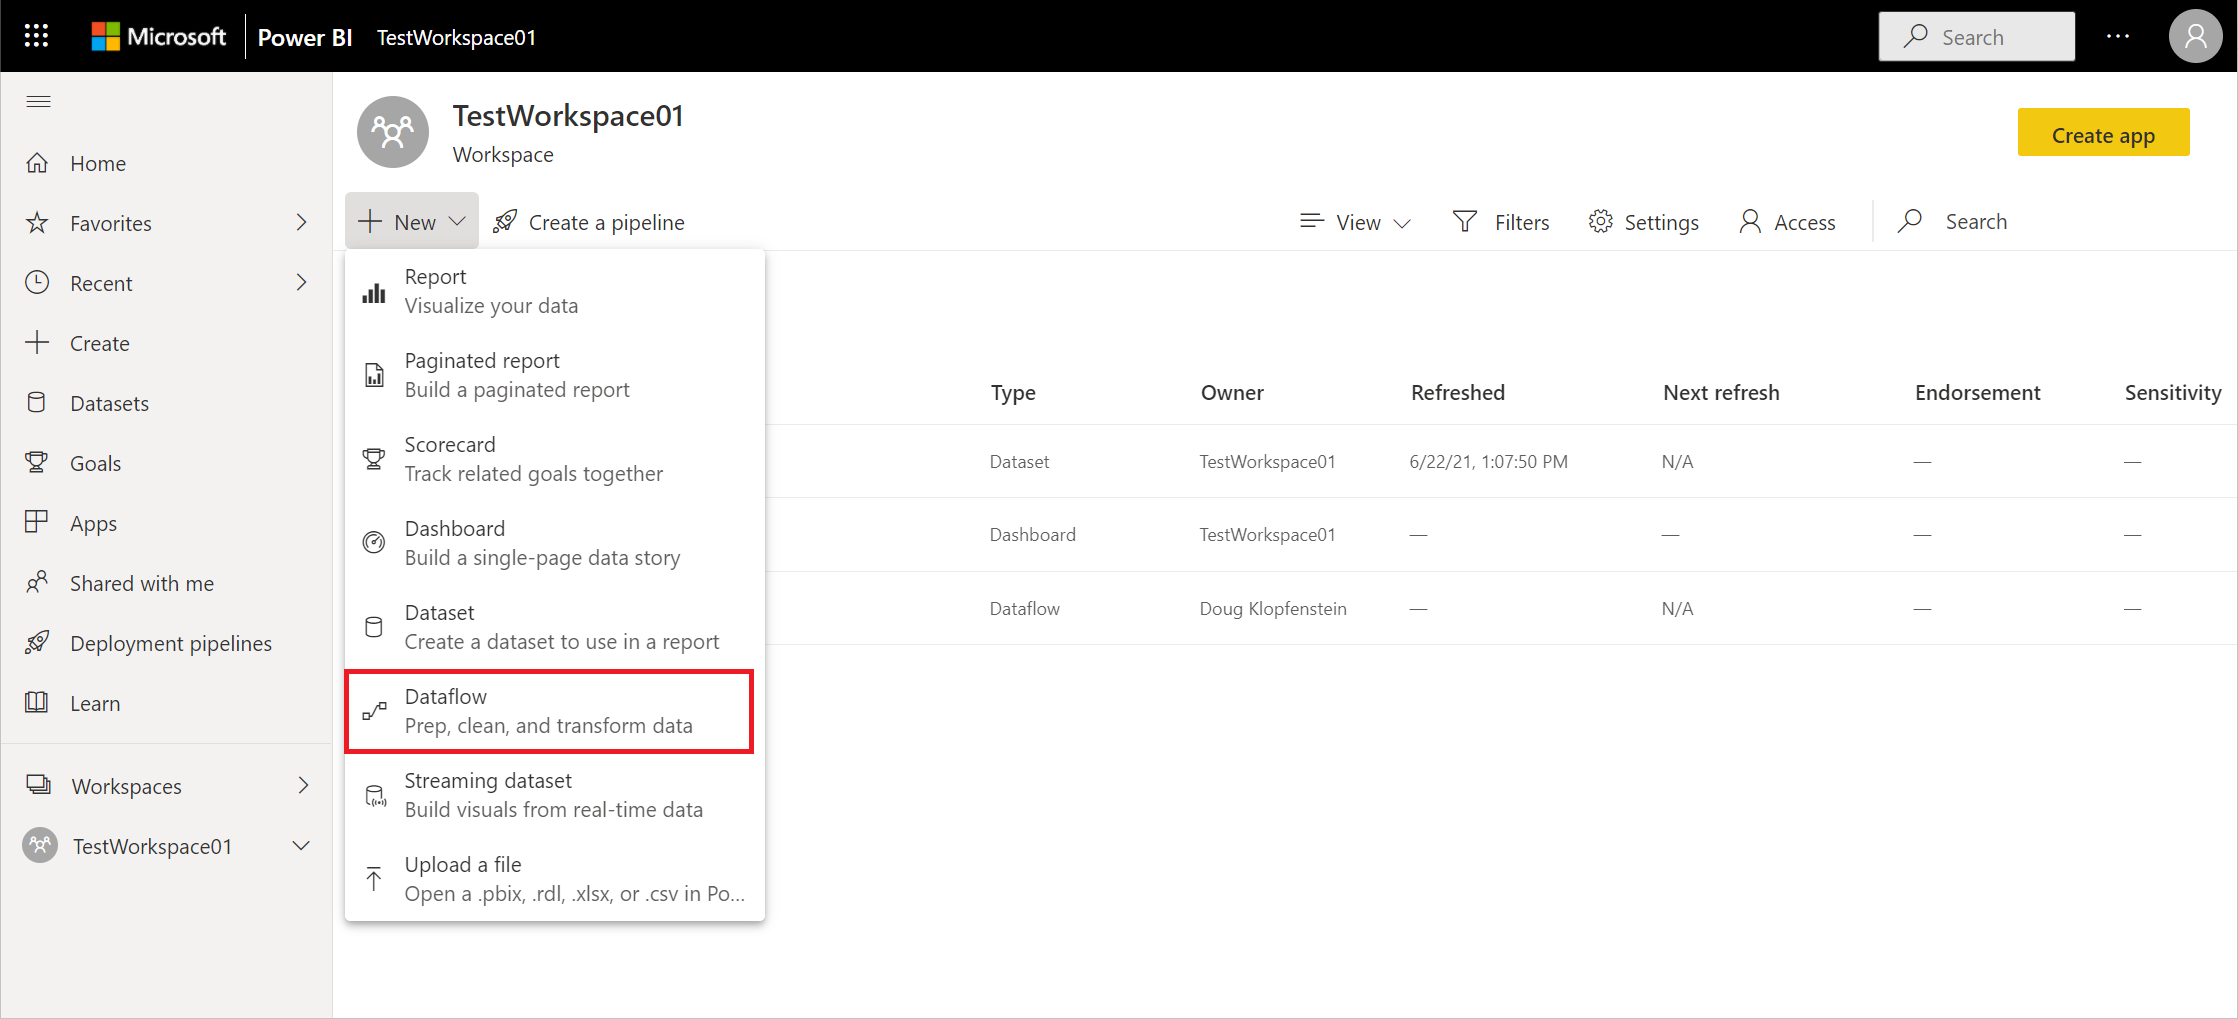 Microsoft Power BI TestWorkspace01 Search ...
TestWorkspace01
Workspace
Create app
Home
Favorites
Recent
Create
Datasets
Goals
Apps
Shared with me
Deployment pipelines
Learn
Workspaces
TestWorkspace01
New Create a pipeline View Filters Settings Access Search
Report
Visualize your data
Paginated report
Build a paginated report
Scorecard
Track related goals together
Dashboard
Build a single-page data story
Dataset
Create a dataset to use in a report
Dataflow
Prep, clean, and transform data
Streaming dataset
Build visuals from real-time data
Upload a file
Open a .pbix, .rdl, .xlsx, or .csv in Po...
Type Owner Refreshed Next refresh Endorsement Sensitivity
Dataset TestWorkspace01 6/22/21, 1:07:50 PM N/A — —
Dashboard TestWorkspace01 — — — —
Dataflow Doug Klopfenstein — N/A — —